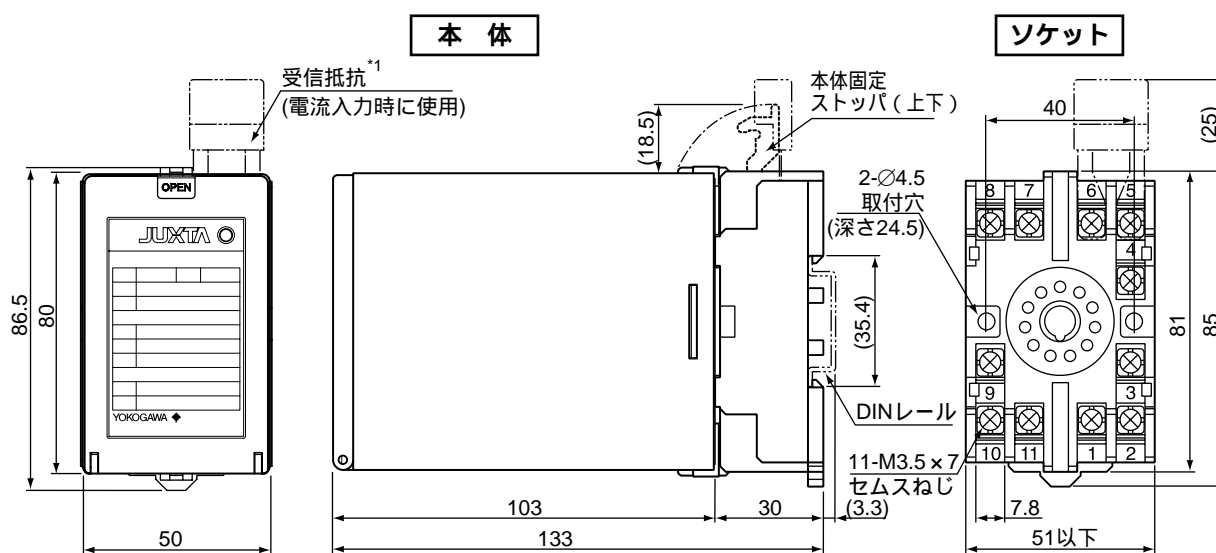 本 体
ソケット
受信抵抗*1
(電流入力時に使用)
本体固定
ストッパ（上下）
(18.5)
40
(25)
2-Ø4.5
取付穴
(深さ24.5)
OPEN
JUXTA
YOKOGAWA
86.5
80
50
(35.4)
DINレール
11-M3.5×7
セムスねじ
(3.3)
103
30
133
8
7
6
5
4
9
3
10
11
1
2
81
85
7.8
51以下